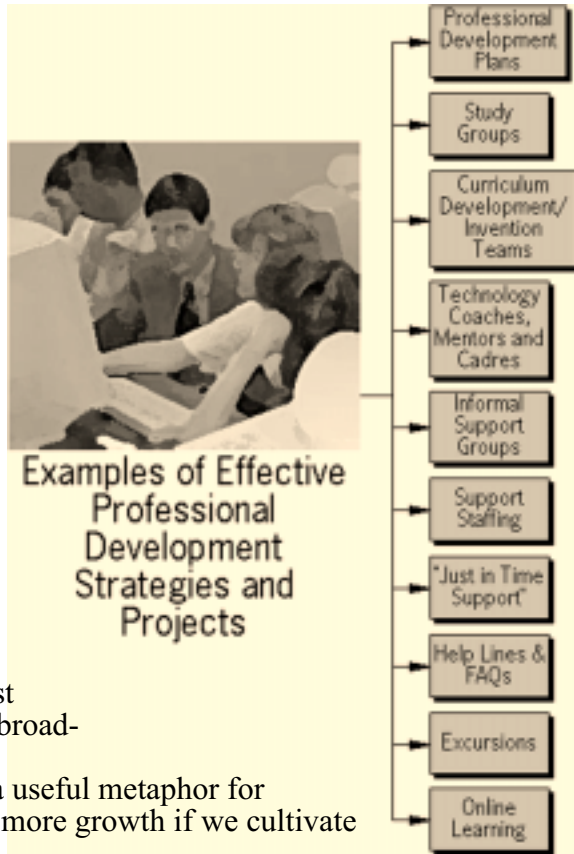 Examples of Effective
Professional
Development
Strategies and
Projects
Professional
Development
Plans
Study
Groups
Curriculum
Development/
Invention
Teams
Technology
Coaches,
Mentors and
Cadres
Informal
Support
Groups
Support
Staffing
"Just in Time
Support"
Help Lines &
FAQs
Excursions
Online
Learning
broad-
useful metaphor for
more growth if we cultivate